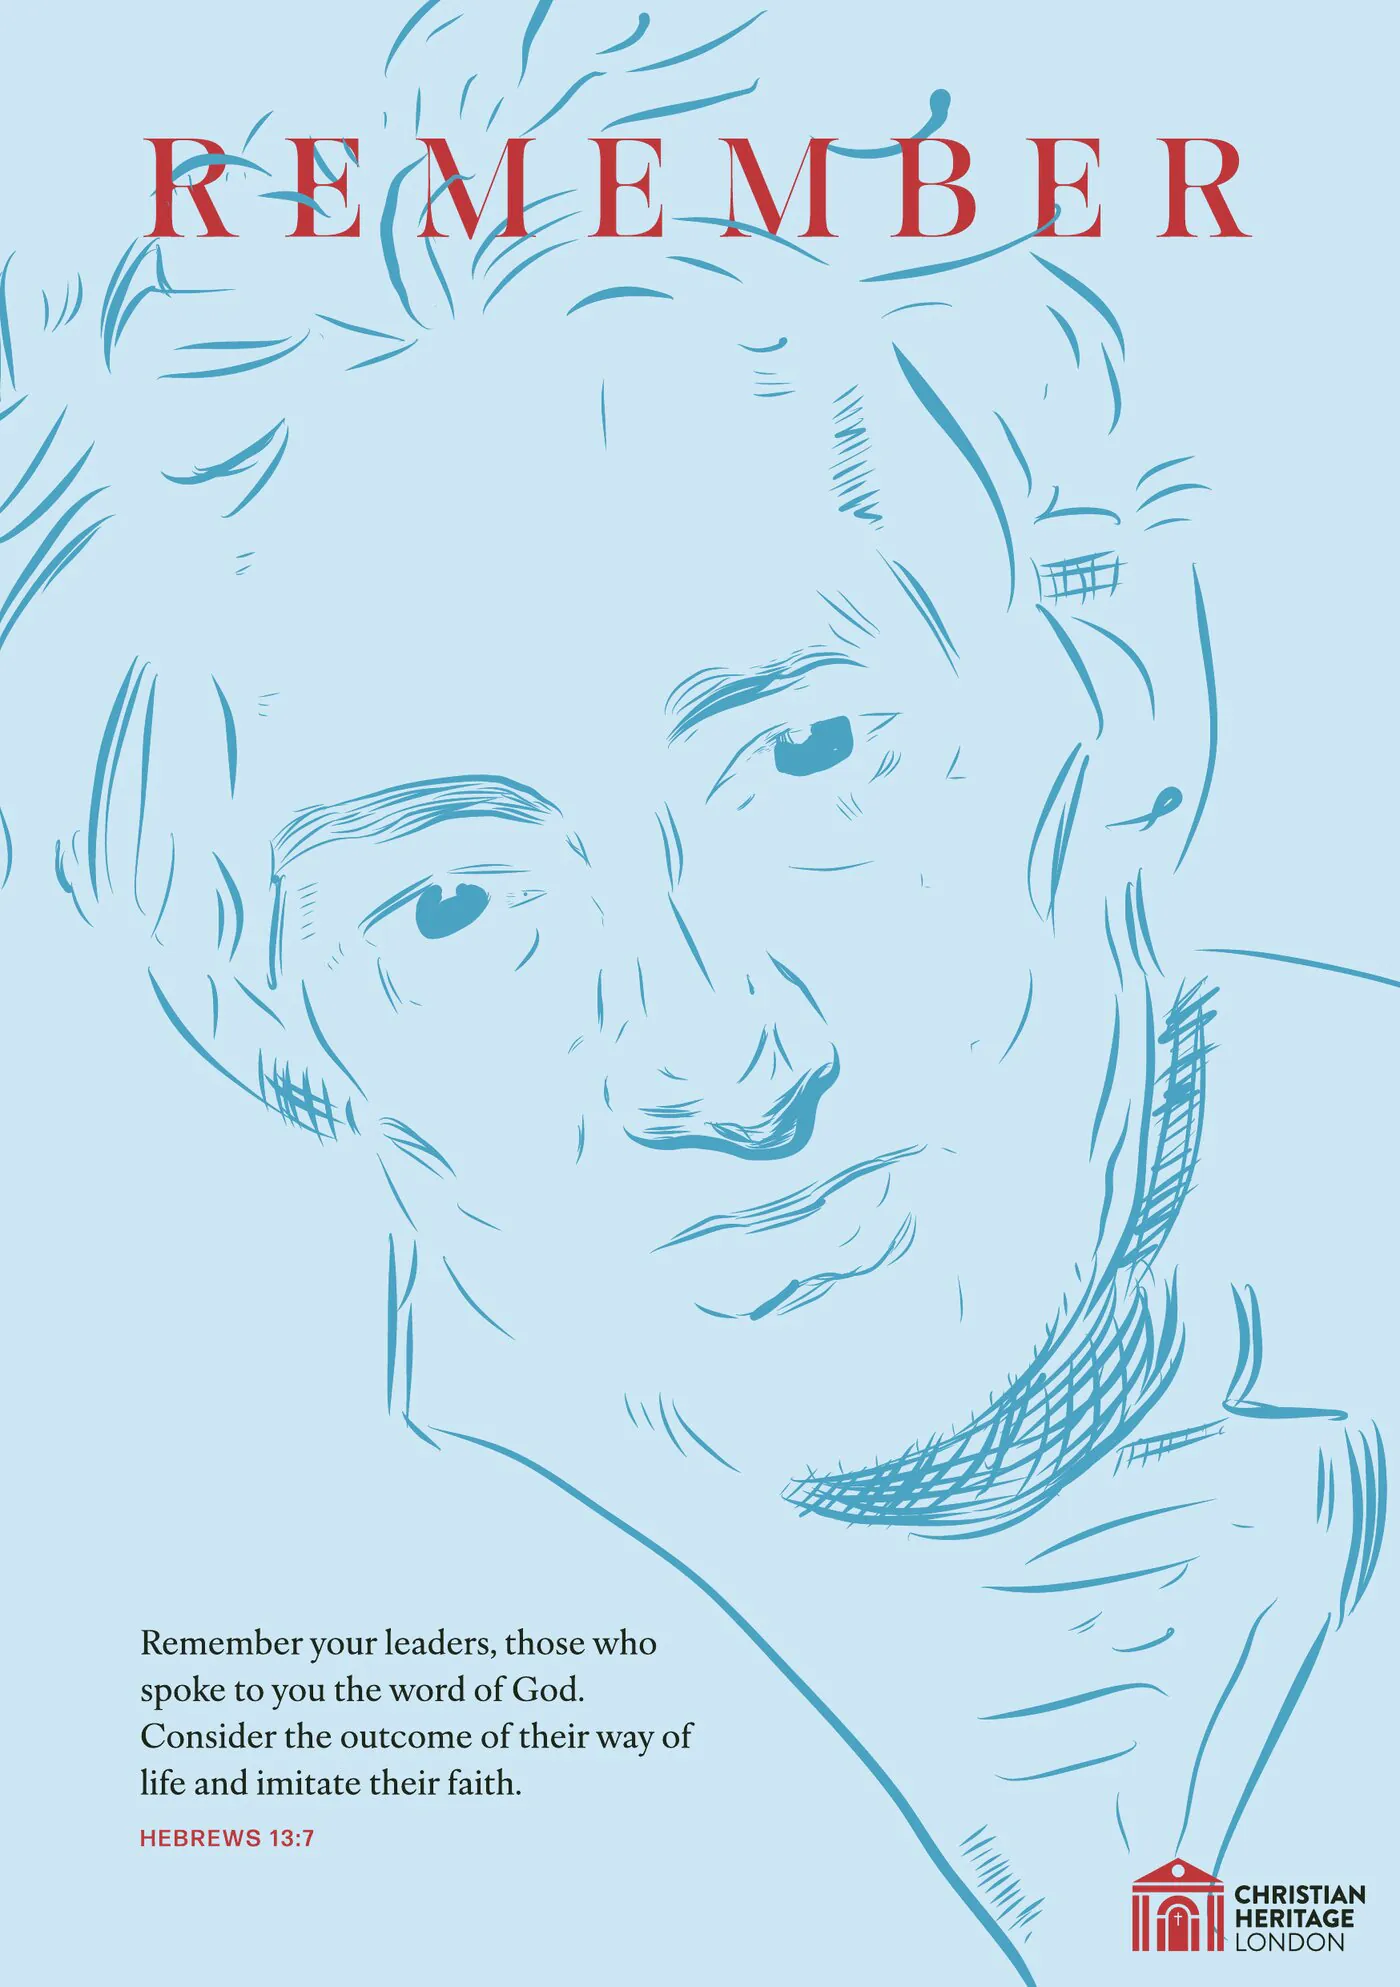 REMEMBER
Remember your leaders, those who
spoke to you the word of God.
Consider the outcome of their way of
life and imitate their faith.
HEBREWS 13:7
CHRISTIAN
HERITAGE
LONDON